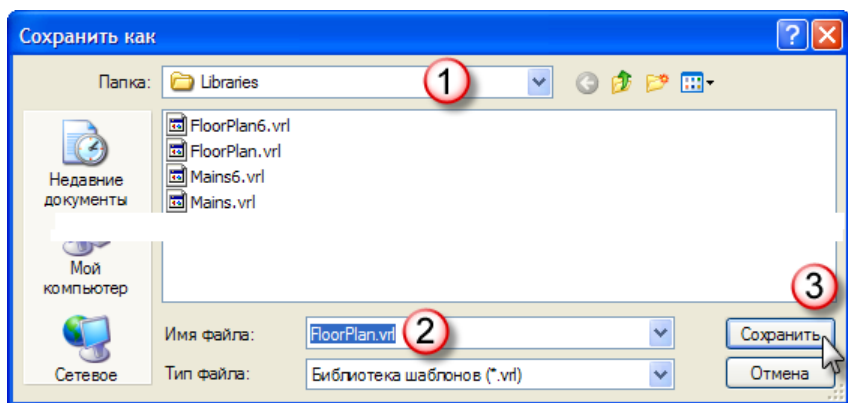 Сохранить как
Папка: Libraries 1
FloorPlan6.vrl
FloorPlan.vrl
Mains6.vrl
Mains.vrl
Недавние
документы
Мой
компьютер
Сетевое
3
Имя файла: FloorPlan.vrl 2 Сохранить
Тип файла: Библиотека шаблонов (*.vrl) Отмена